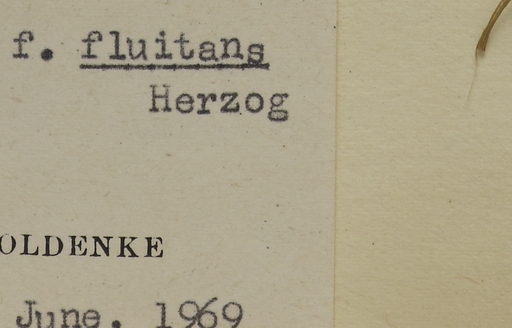 f. fluitans
Herzog
OLDENKE
June, 1969